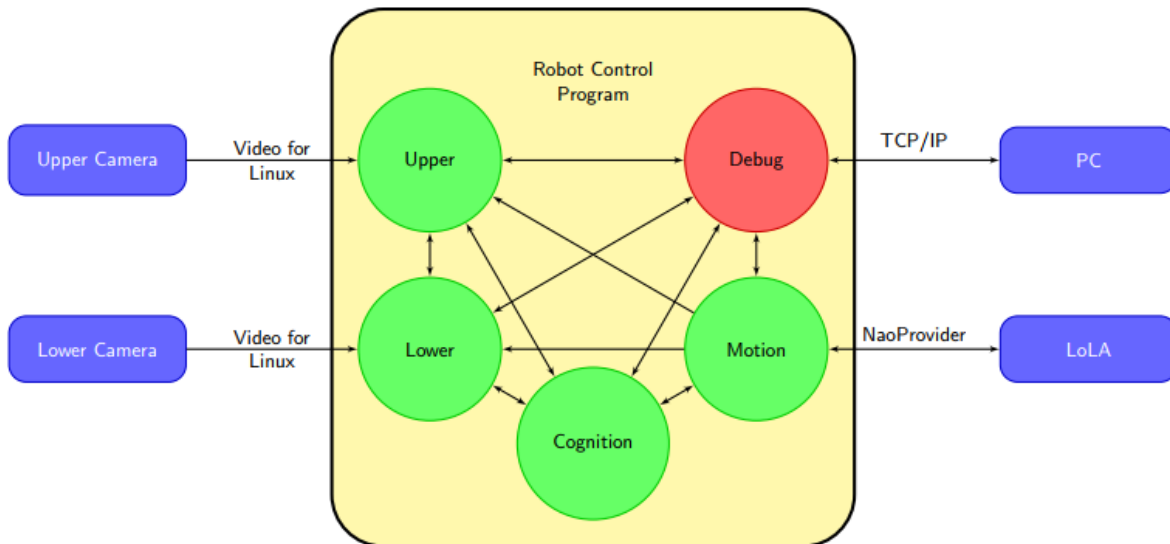 Robot Control
Program
Upper Camera
Video for
Linux
Upper
Debug
TCP/IP
PC
Lower Camera
Video for
Linux
Lower
Motion
NaoProvider
LoLA
Cognition